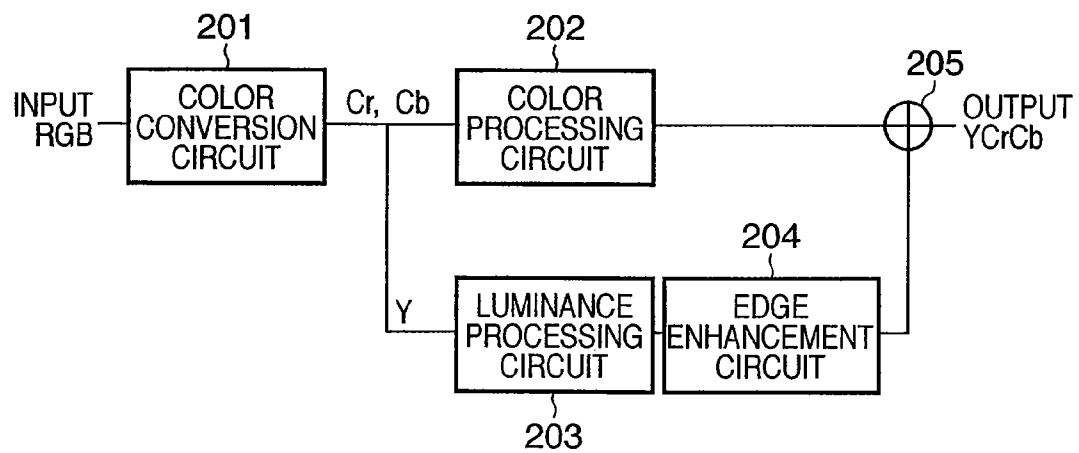 201
202
205
INPUT
RGB
COLOR
CONVERSION
CIRCUIT
Cr, Cb
COLOR
PROCESSING
CIRCUIT
OUTPUT
YCrCb
204
Y
LUMINANCE
PROCESSING
CIRCUIT
EDGE
ENHANCEMENT
CIRCUIT
203